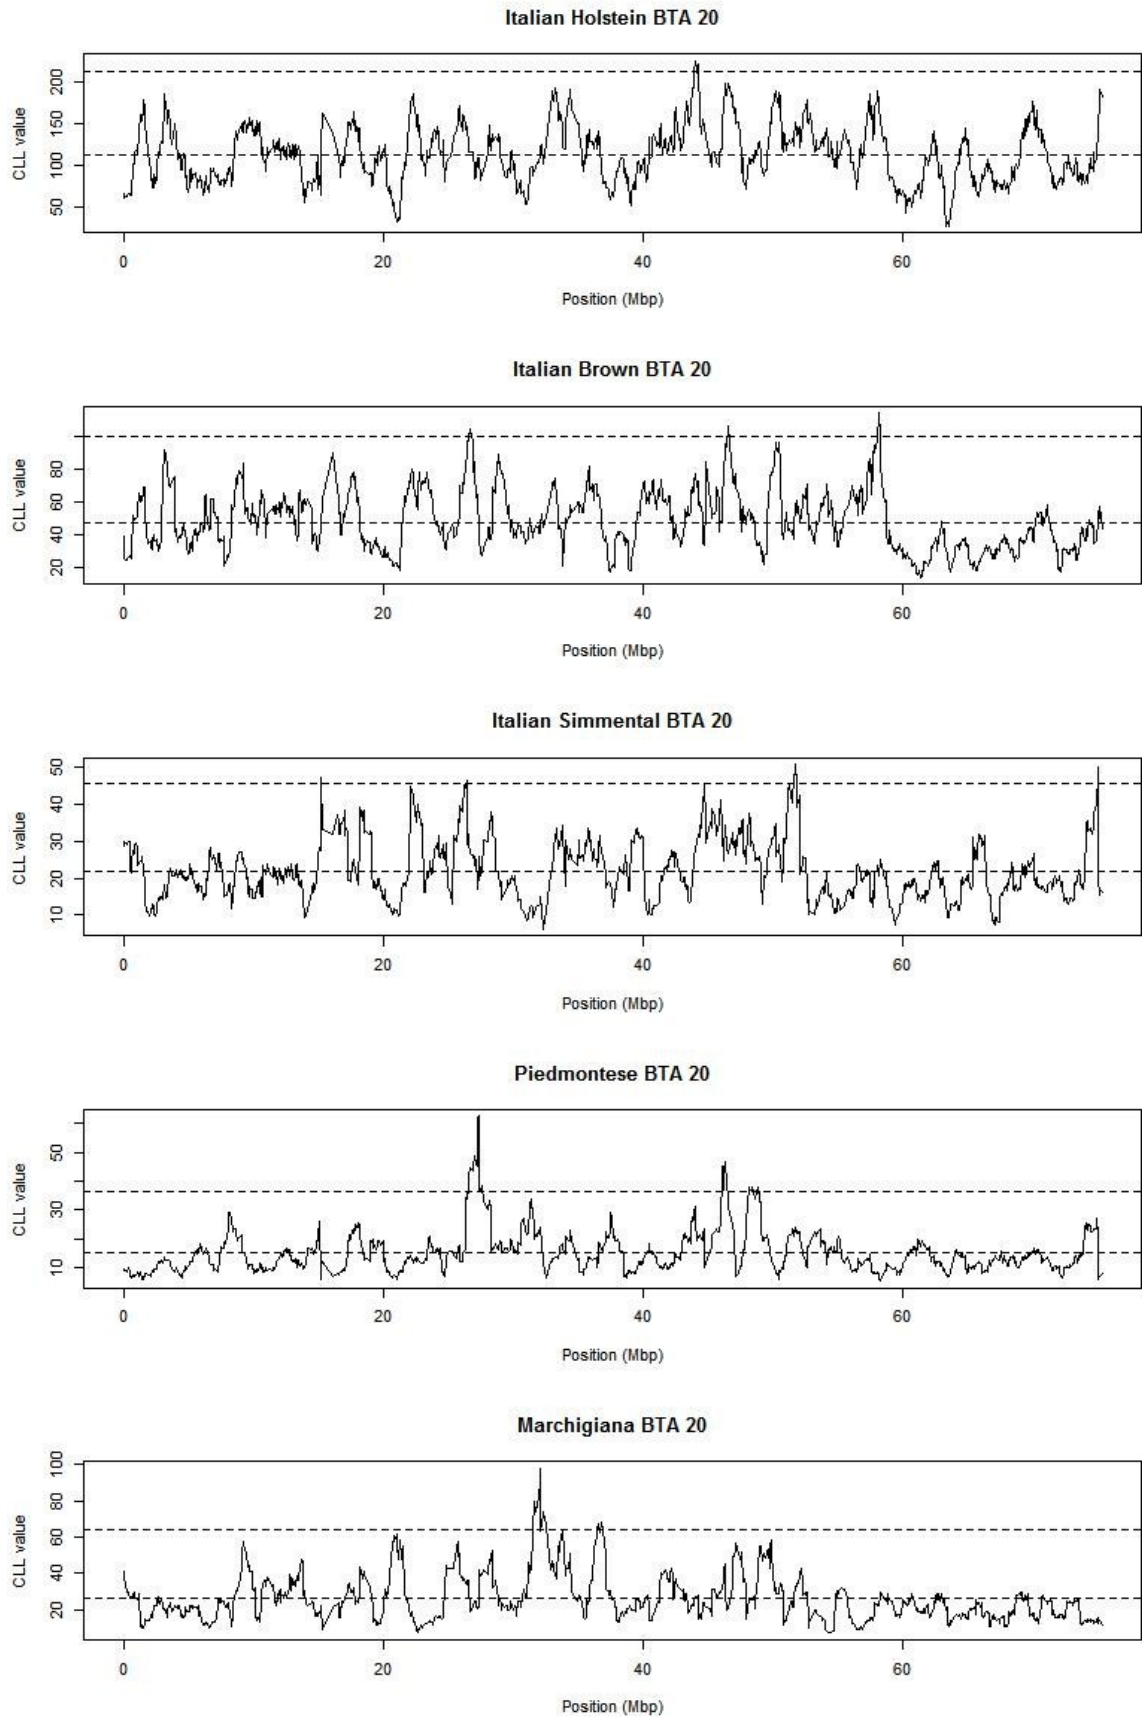 Italian Holstein BTA 20
CLL value
50 100 150 200
0 20 40 60
Position (Mbp)
Italian Brown BTA 20
CLL value
20 40 60 80
0 20 40 60
Position (Mbp)
Italian Simmental BTA 20
CLL value
10 20 30 40 50
0 20 40 60
Position (Mbp)
Piedmontese BTA 20
CLL value
10 30 50
0 20 40 60
Position (Mbp)
Marchigiana BTA 20
CLL value
20 40 60 80 100
0 20 40 60
Position (Mbp)